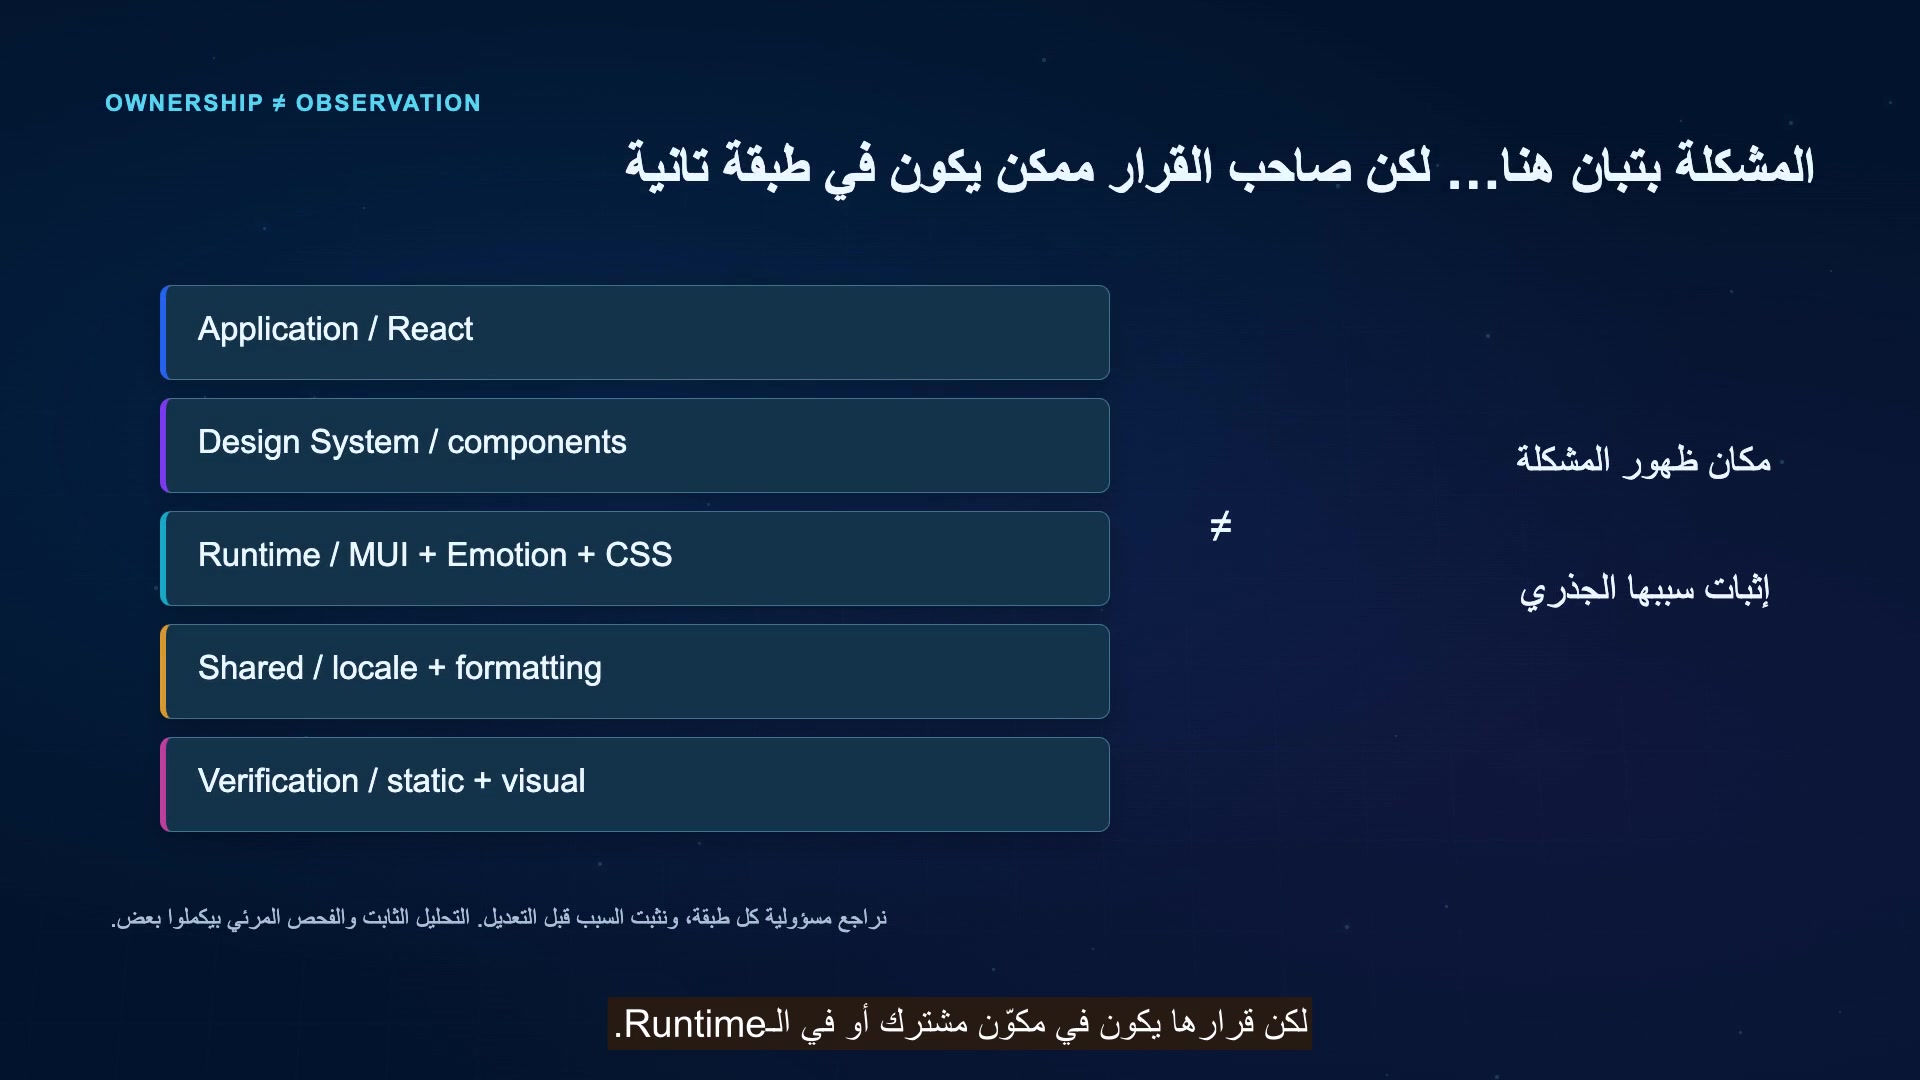 OWNERSHIP ≠ OBSERVATION
المشكلة بتبان هنا... لكن صاحب القرار ممكن يكون في طبقة تانية
Application / React
Design System / components
Runtime / MUI + Emotion + CSS
Shared / locale + formatting
Verification / static + visual
مكان ظهور المشكلة
≠
إثبات سببها الجذري
نراجع مسؤولية كل طبقة، ونثبت السبب قبل التعديل. التحليل الثابت والفحص المرئي بيكملوا بعض.
لكن قرارها يكون في مكوّن مشترك أو في الـRuntime.